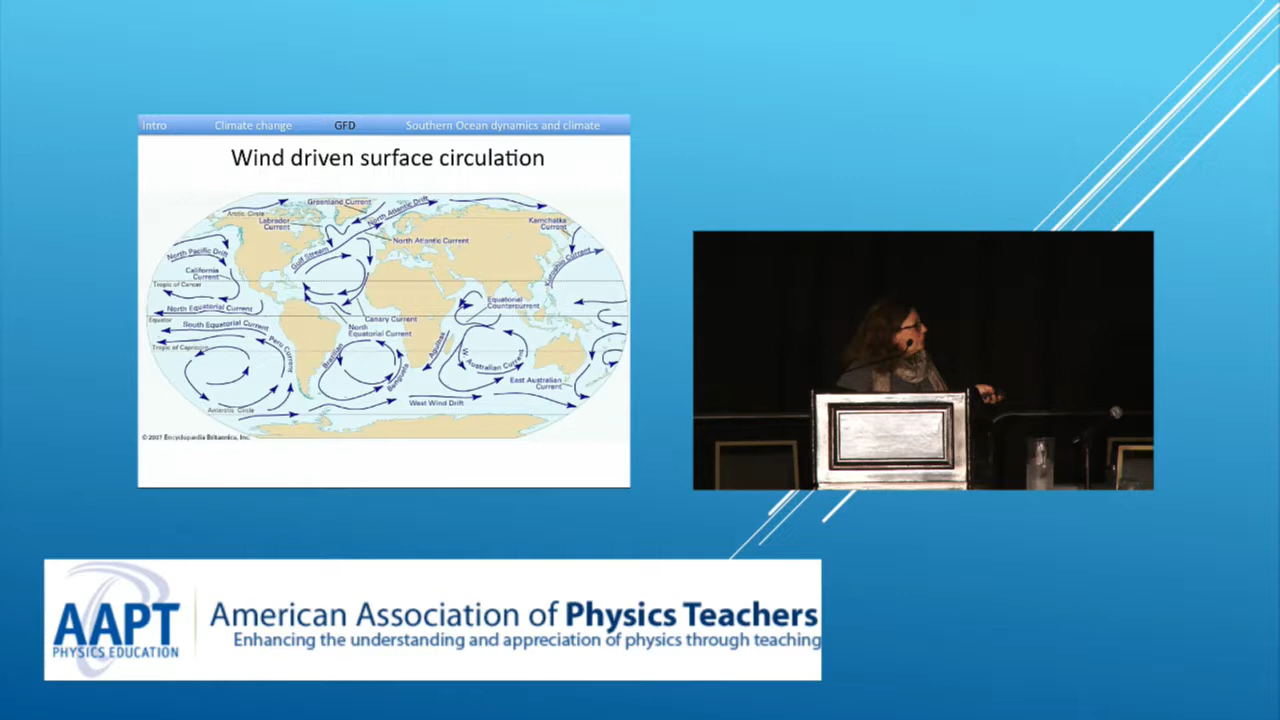 Intro Climate change GFD Southern Ocean dynamics and climate
Wind driven surface circulation
Greenland Current
North Atlantic Drift
Arctic Circle
Labrador
Current
Kamchatka
Current
North Atlantic Current
Gulf Stream
North Pacific Drift
Kuroshio Current
California
Current
Tropic of Cancer
North Equatorial Current
Equatorial
Countercurrent
Equator
Canary Current
South Equatorial Current
North
Equatorial Current
Tropic of Capricorn
Peru Current
Brazilian
Benguela
Agulhas
W. Australian Current
East Australian
Current
West Wind Drift
Antarctic Circle
© 2007 Encyclopædia Britannica, Inc.
AAPT
PHYSICS EDUCATION
American Association of Physics Teachers
Enhancing the understanding and appreciation of physics through teaching